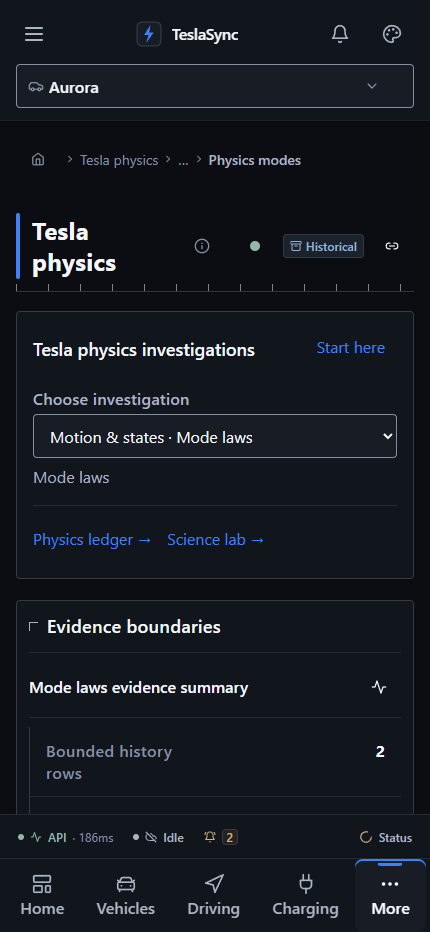 TeslaSync
Aurora
Tesla physics
...
Physics modes
Tesla
physics
Historical
Tesla physics investigations
Start here
Choose investigation
Motion & states · Mode laws
Mode laws
Physics ledger →
Science lab →
Evidence boundaries
Mode laws evidence summary
Bounded history
rows
2
API · 186ms
Idle
2
Status
Home
Vehicles
Driving
Charging
More